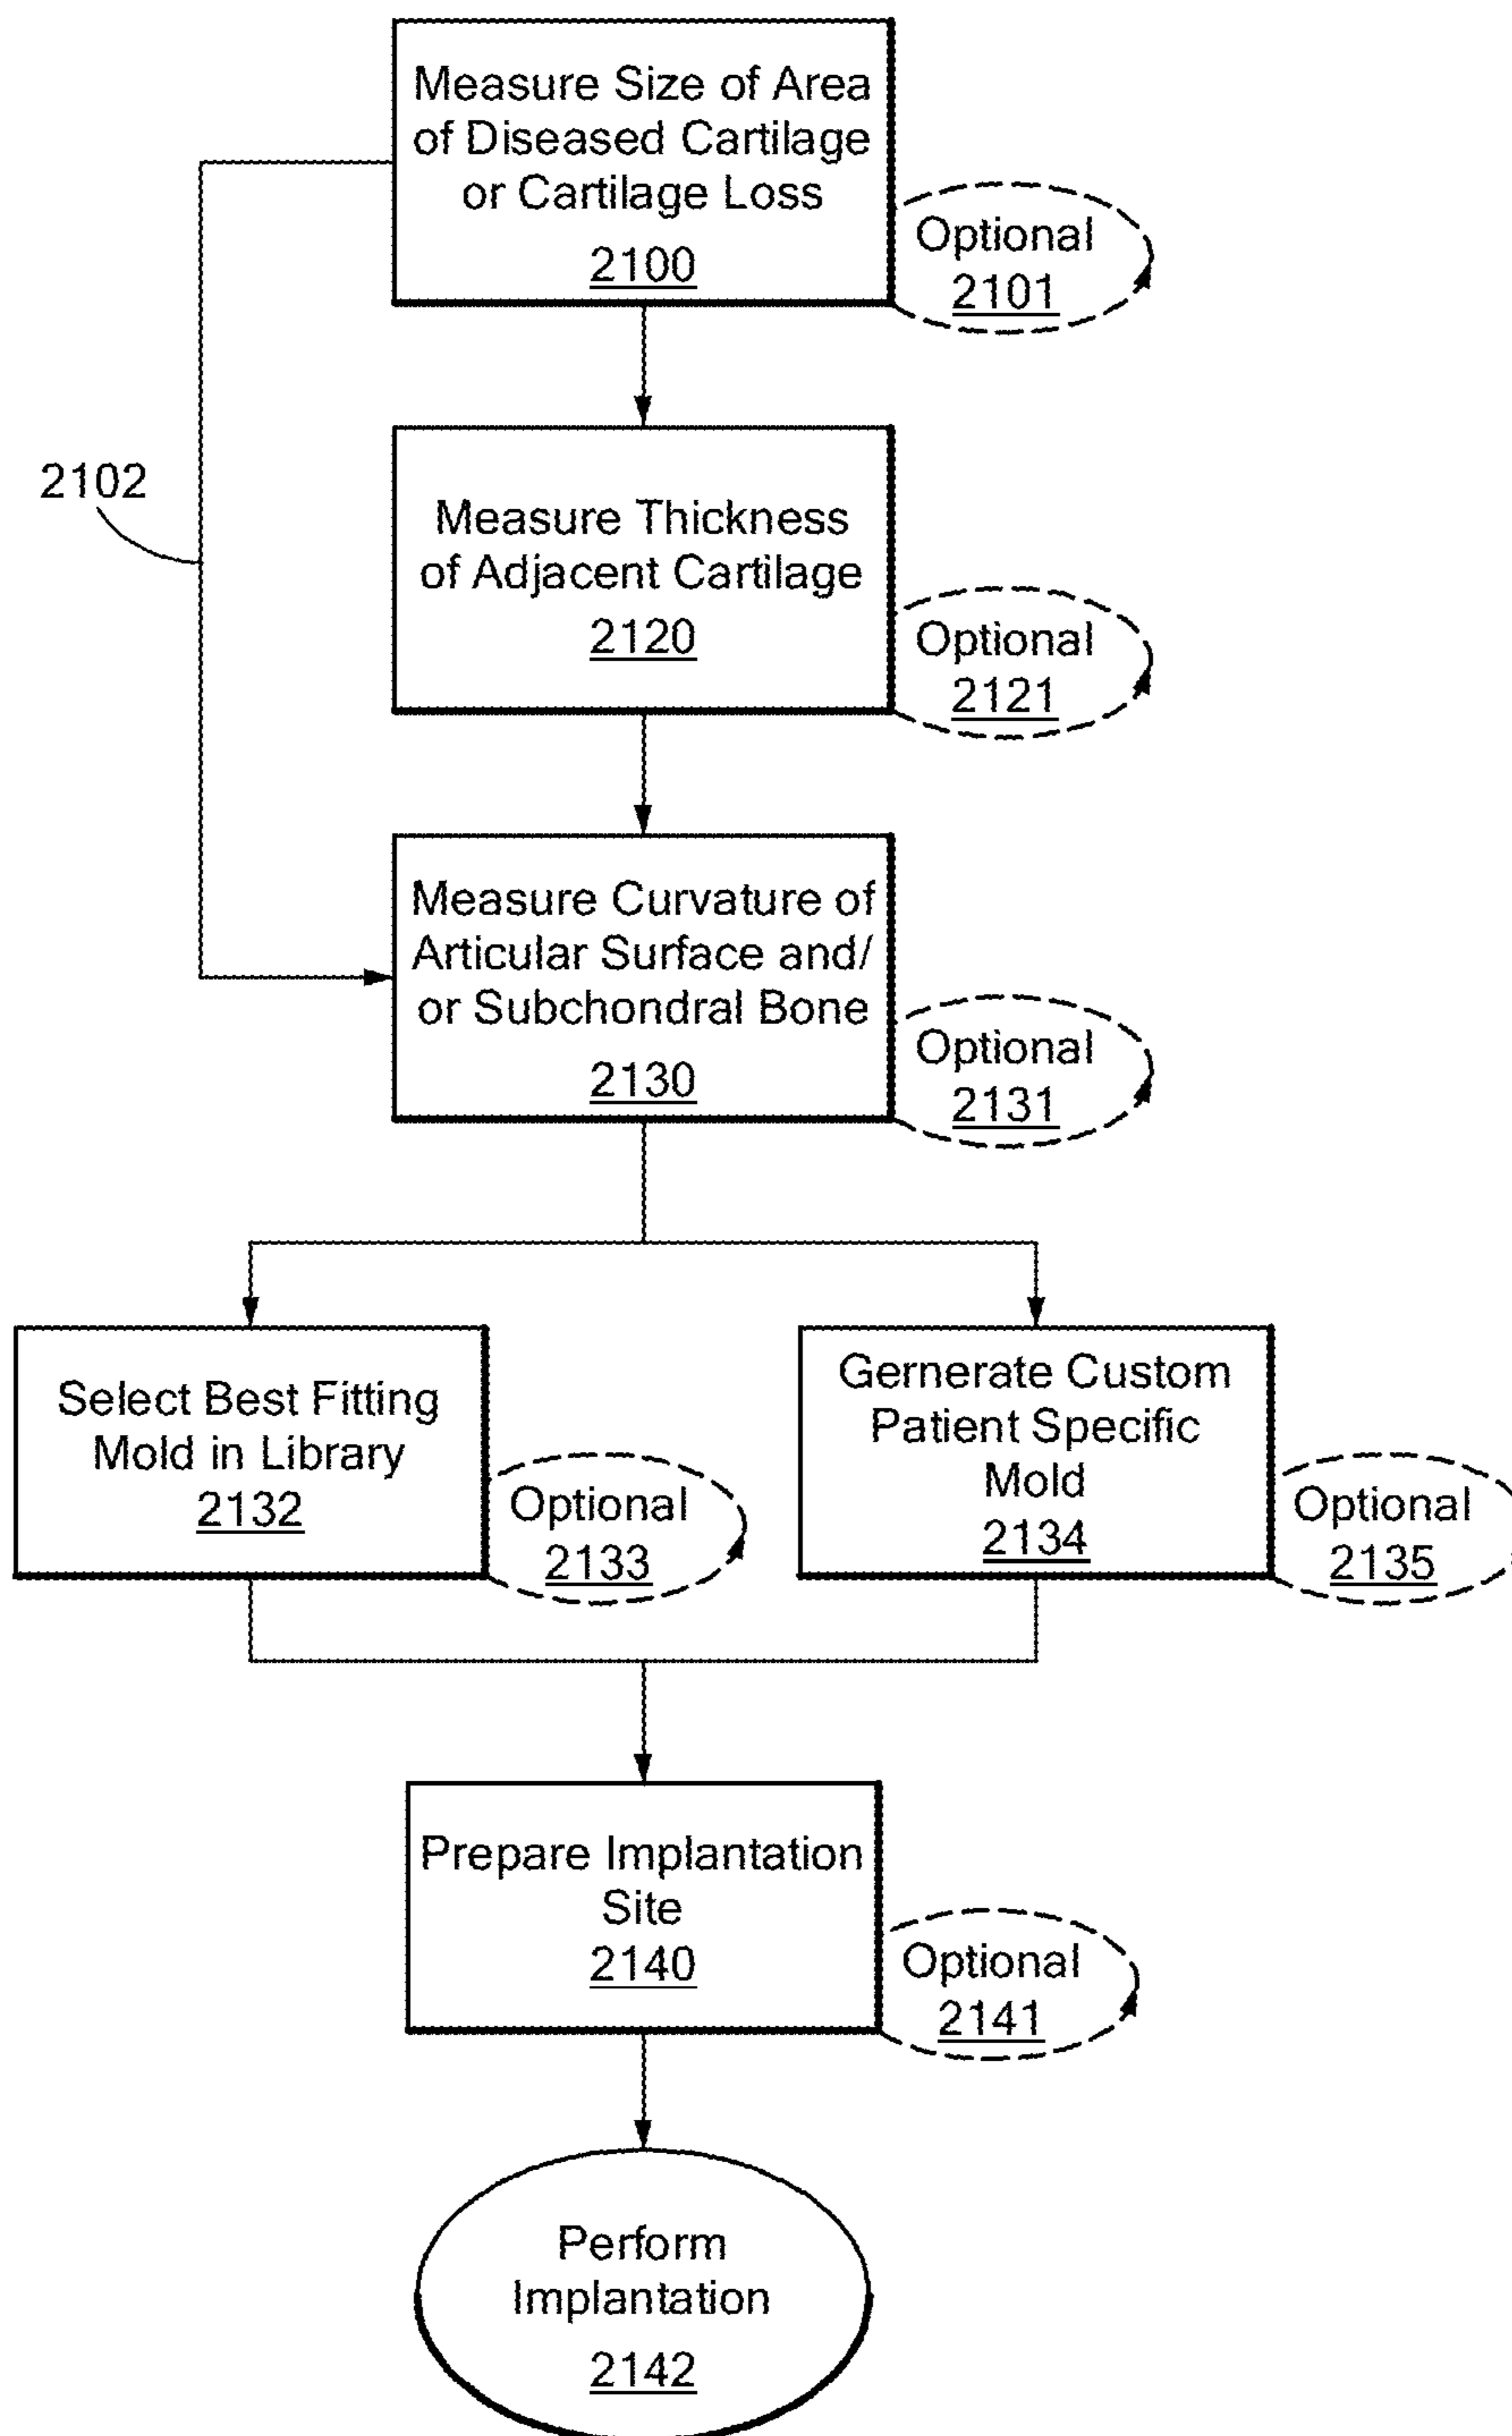 Measure Size of Area
of Diseased Cartilage
or Cartilage Loss
2100
Optional
2101
2102
Measure Thickness
of Adjacent Cartilage
2120
Optional
2121
Measure Curvature of
Articular Surface and/
or Subchondral Bone
2130
Optional
2131
Select Best Fitting
Mold in Library
2132
Optional
2133
Gernerate Custom
Patient Specific
Mold
2134
Optional
2135
Prepare Implantation
Site
2140
Optional
2141
Perform
Implantation
2142